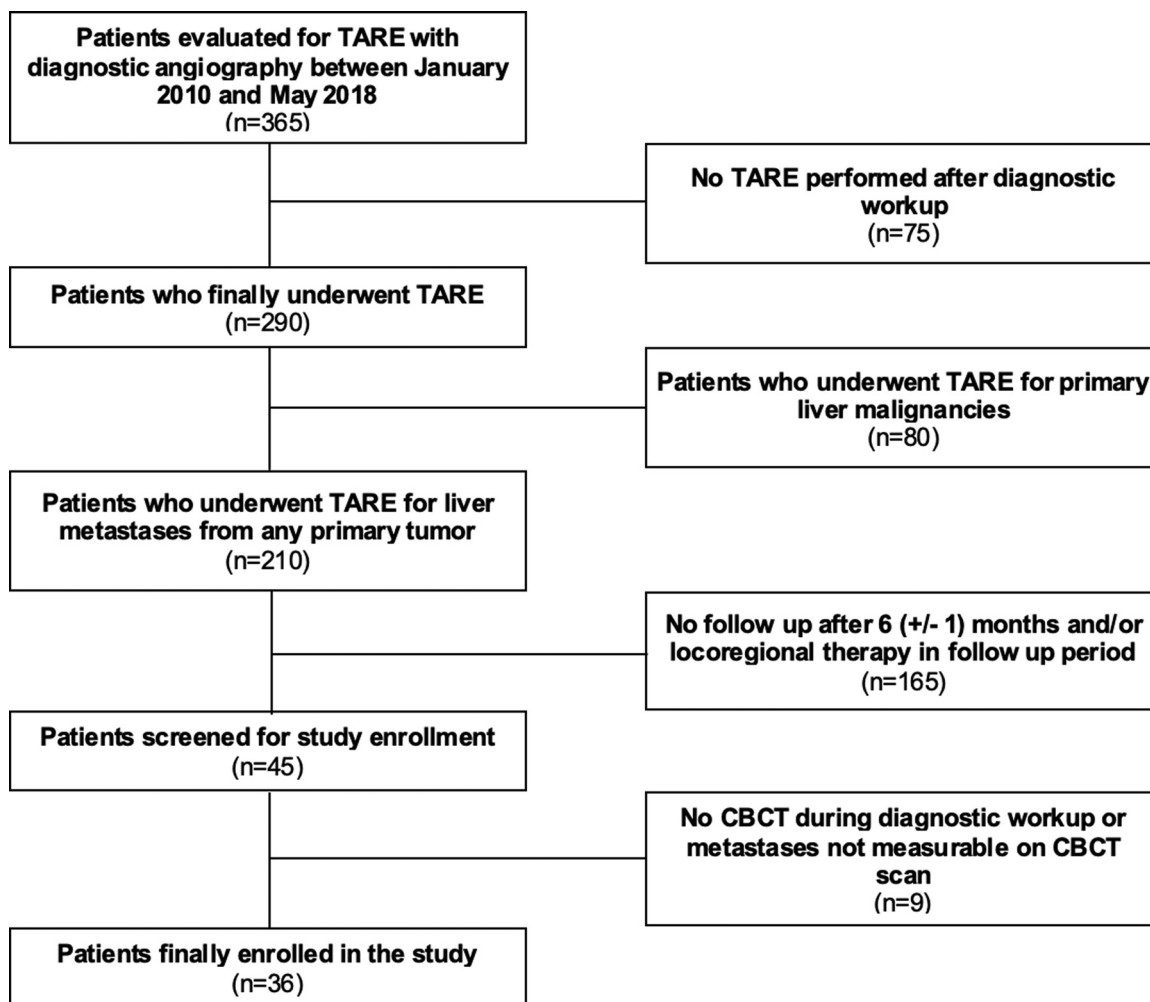 Patients evaluated for TARE with
diagnostic angiography between January
2010 and May 2018
(n=365)
No TARE performed after diagnostic
workup
(n=75)
Patients who finally underwent TARE
(n=290)
Patients who underwent TARE for primary
liver malignancies
(n=80)
Patients who underwent TARE for liver
metastases from any primary tumor
(n=210)
No follow up after 6 (+/- 1) months and/or
locoregional therapy in follow up period
(n=165)
Patients screened for study enrollment
(n=45)
No CBCT during diagnostic workup or
metastases not measurable on CBCT
scan
(n=9)
Patients finally enrolled in the study
(n=36)